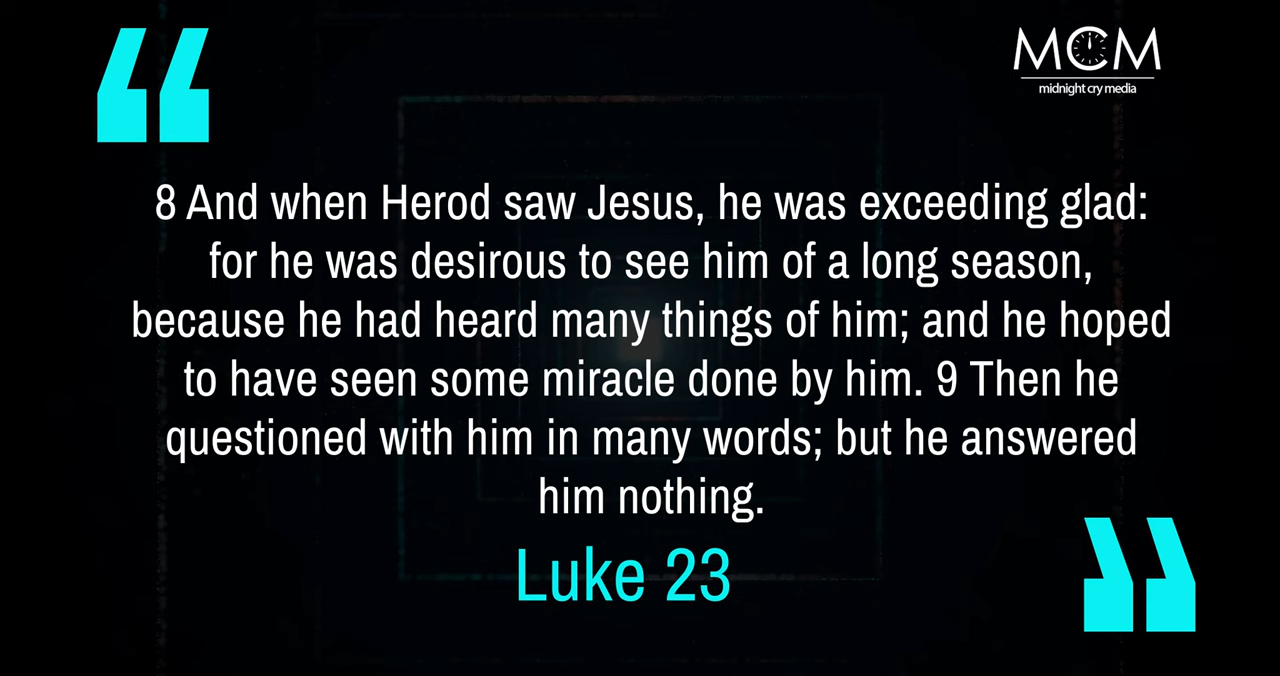 MCM
midnight cry media
“
8 And when Herod saw Jesus, he was exceeding glad:
for he was desirous to see him of a long season,
because he had heard many things of him; and he hoped
to have seen some miracle done by him. 9 Then he
questioned with him in many words; but he answered
him nothing.
Luke 23
”